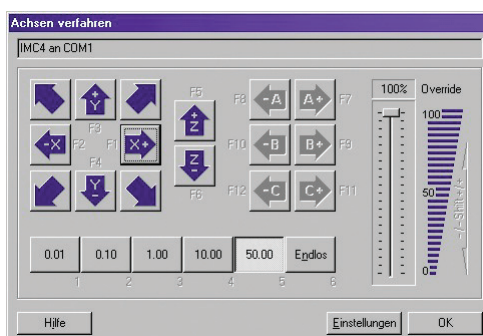 Achsen verfahren
IMC4 an COM1
F5
F8 -A A+ F7
100% Override
+Y
+Z
100
F3
-X F2 F1 X+
F10 -B B+ F9
F4
Z-
50
Y-
F6
F12 -C C+ F11
-/- Shift +/+
0.01 0.10 1.00 10.00 50.00 Endlos
0
1 2 3 4 5 6
Hilfe Einstellungen OK